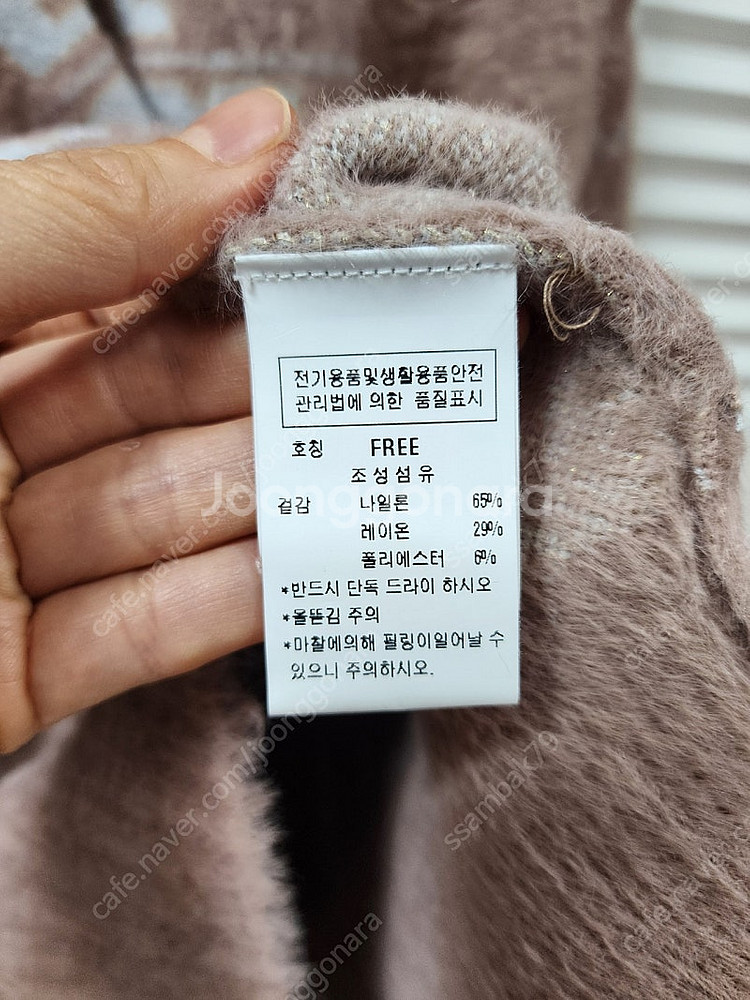 전기용품및생활용품안전
관리법에 의한 품질표시
호칭 FREE
조성섬유
겉감 나일론 65%
레이온 29%
폴리에스터 6%
*반드시 단독 드라이 하시오
*올뜯김 주의
*마찰에의해 필링이일어날 수
있으니 주의하시오.
Joonggonara
cafe.naver.com/joonggonara
ssambak78